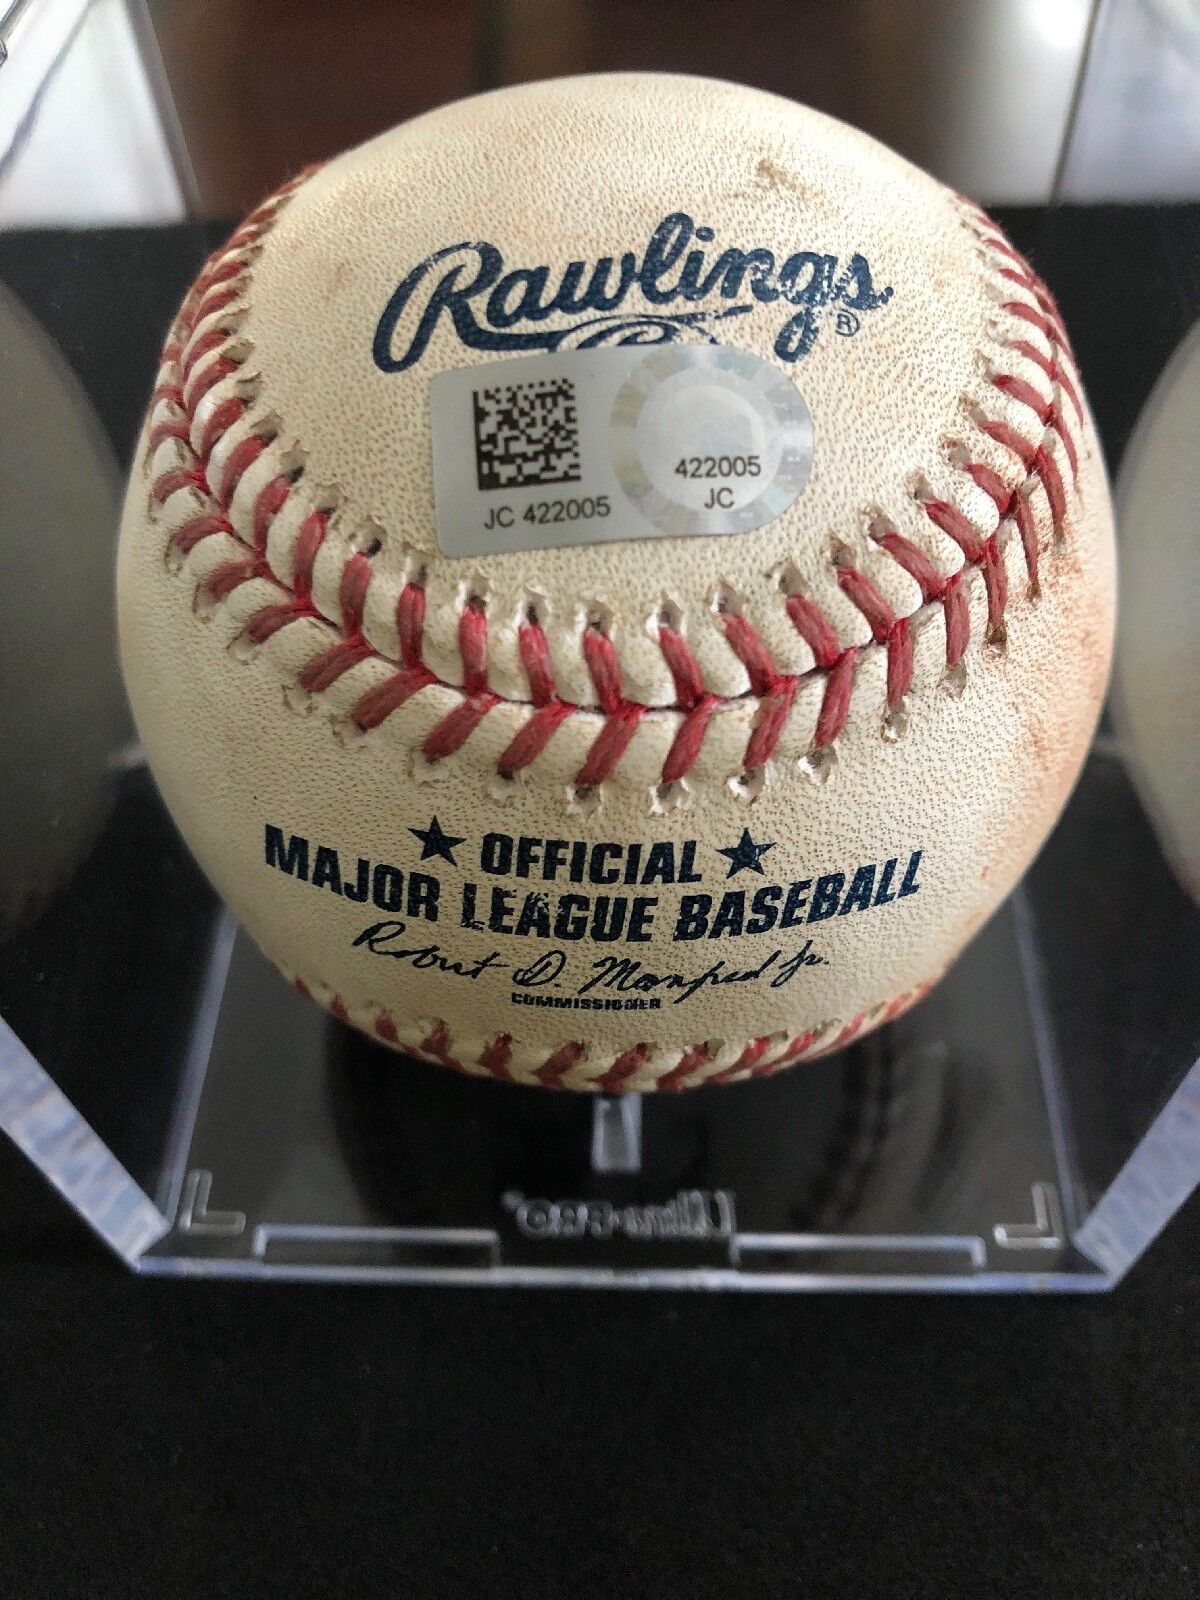 Rawlings®
422005
JC
JC 422005
OFFICIAL
MAJOR LEAGUE BASEBALL
Robert D. Manfred Jr.
COMMISSIONER